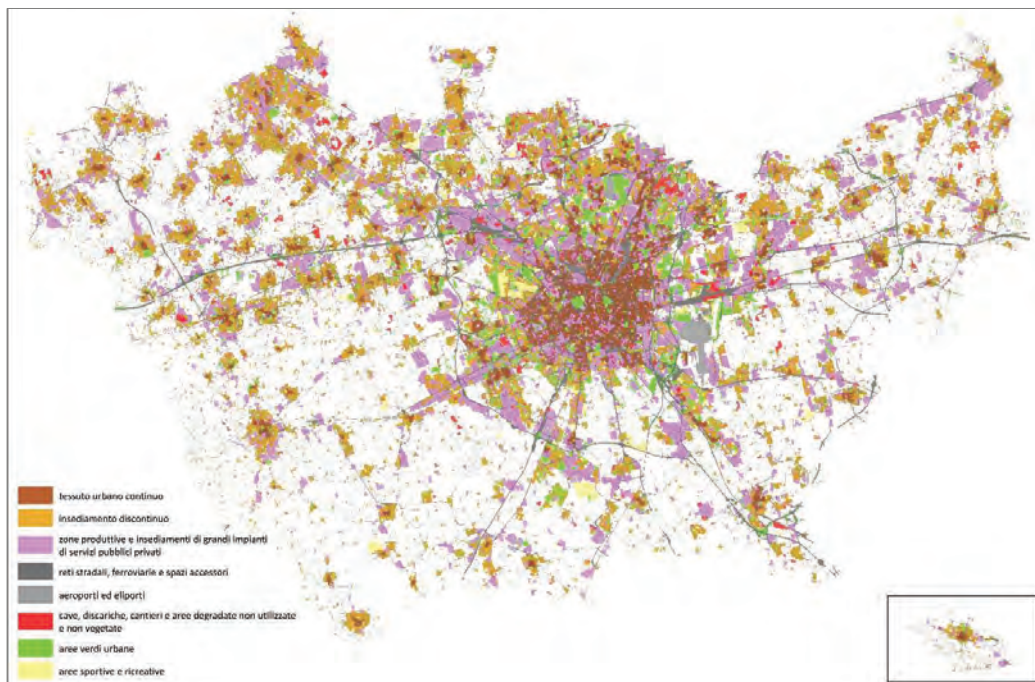 tessuto urbano continuo
insediamento discontinuo
zone produttive e insediamenti di grandi impianti
di servizi pubblici privati
reti stradali, ferroviarie e spazi accessori
aeroporti ed eliporti
cave, discariche, cantieri e aree degradate non utilizzate
e non vegetate
aree verdi urbane
aree sportive e ricreative